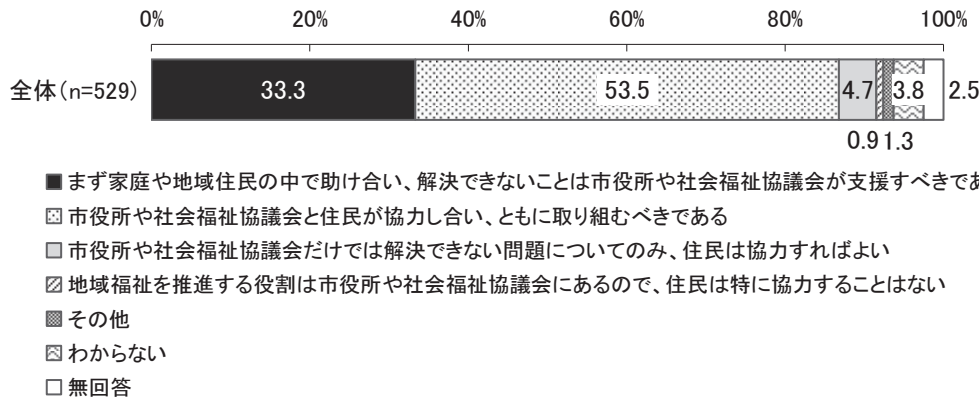 0% 20% 40% 60% 80% 100%
全体(n=529) 33.3 53.5 4.7 3.8 2.5
0.9 1.3
まず家庭や地域住民の中で助け合い、解決できないことは市役所や社会福祉協議会が支援すべきであ
市役所や社会福祉協議会と住民が協力し合い、ともに取り組むべきである
市役所や社会福祉協議会だけでは解決できない問題についてのみ、住民は協力すればよい
地域福祉を推進する役割は市役所や社会福祉協議会にあるので、住民は特に協力することはない
その他
わからない
無回答